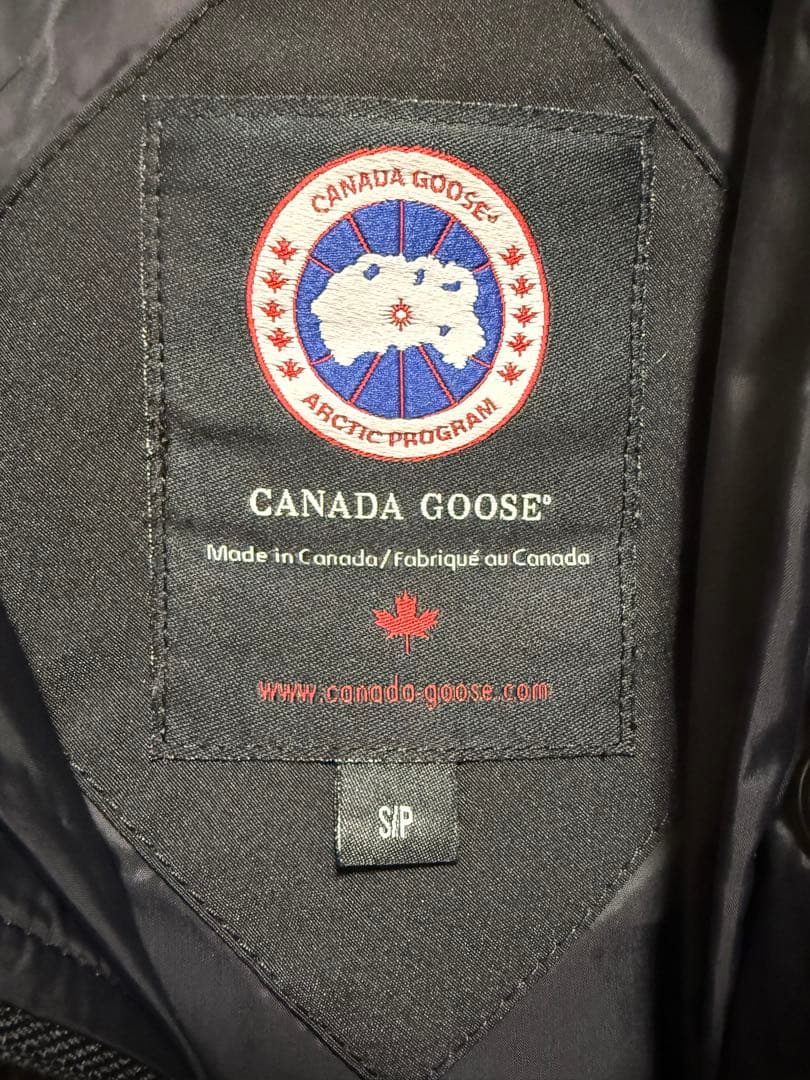 CANADA GOOSE®
ARCTIC PROGRAM
CANADA GOOSE®
Made in Canada/Fabriqué au Canada
www.canada-goose.com
S/P